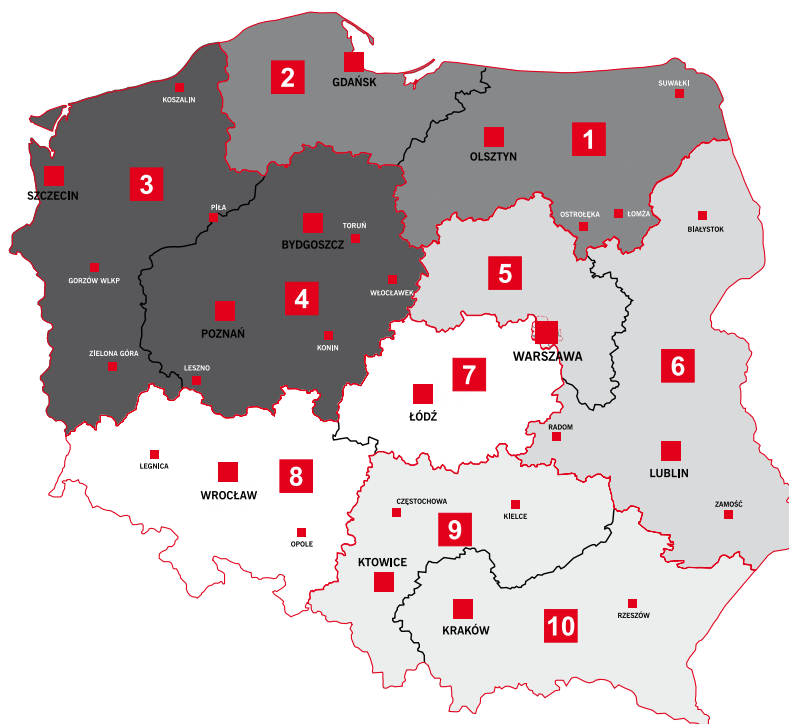 GDAŃSK
2
KOSZALIN
SUWAŁKI
OLSZTYN
1
SZCZECIN
3
PIŁA
BYDGOSZCZ
TORUŃ
OSTROŁĘKA
ŁOMŻA
BIAŁYSTOK
GORZÓW WLKP
WŁOCŁAWEK
5
4
POZNAŃ
KONIN
WARSZAWA
ZIELONA GÓRA
LESZNO
7
6
ŁÓDŹ
RADOM
LEGNICA
WROCŁAW
8
LUBLIN
OPOLE
CZĘSTOCHOWA
KIELCE
ZAMOŚĆ
9
KTOWICE
KRAKÓW
10
RZESZÓW